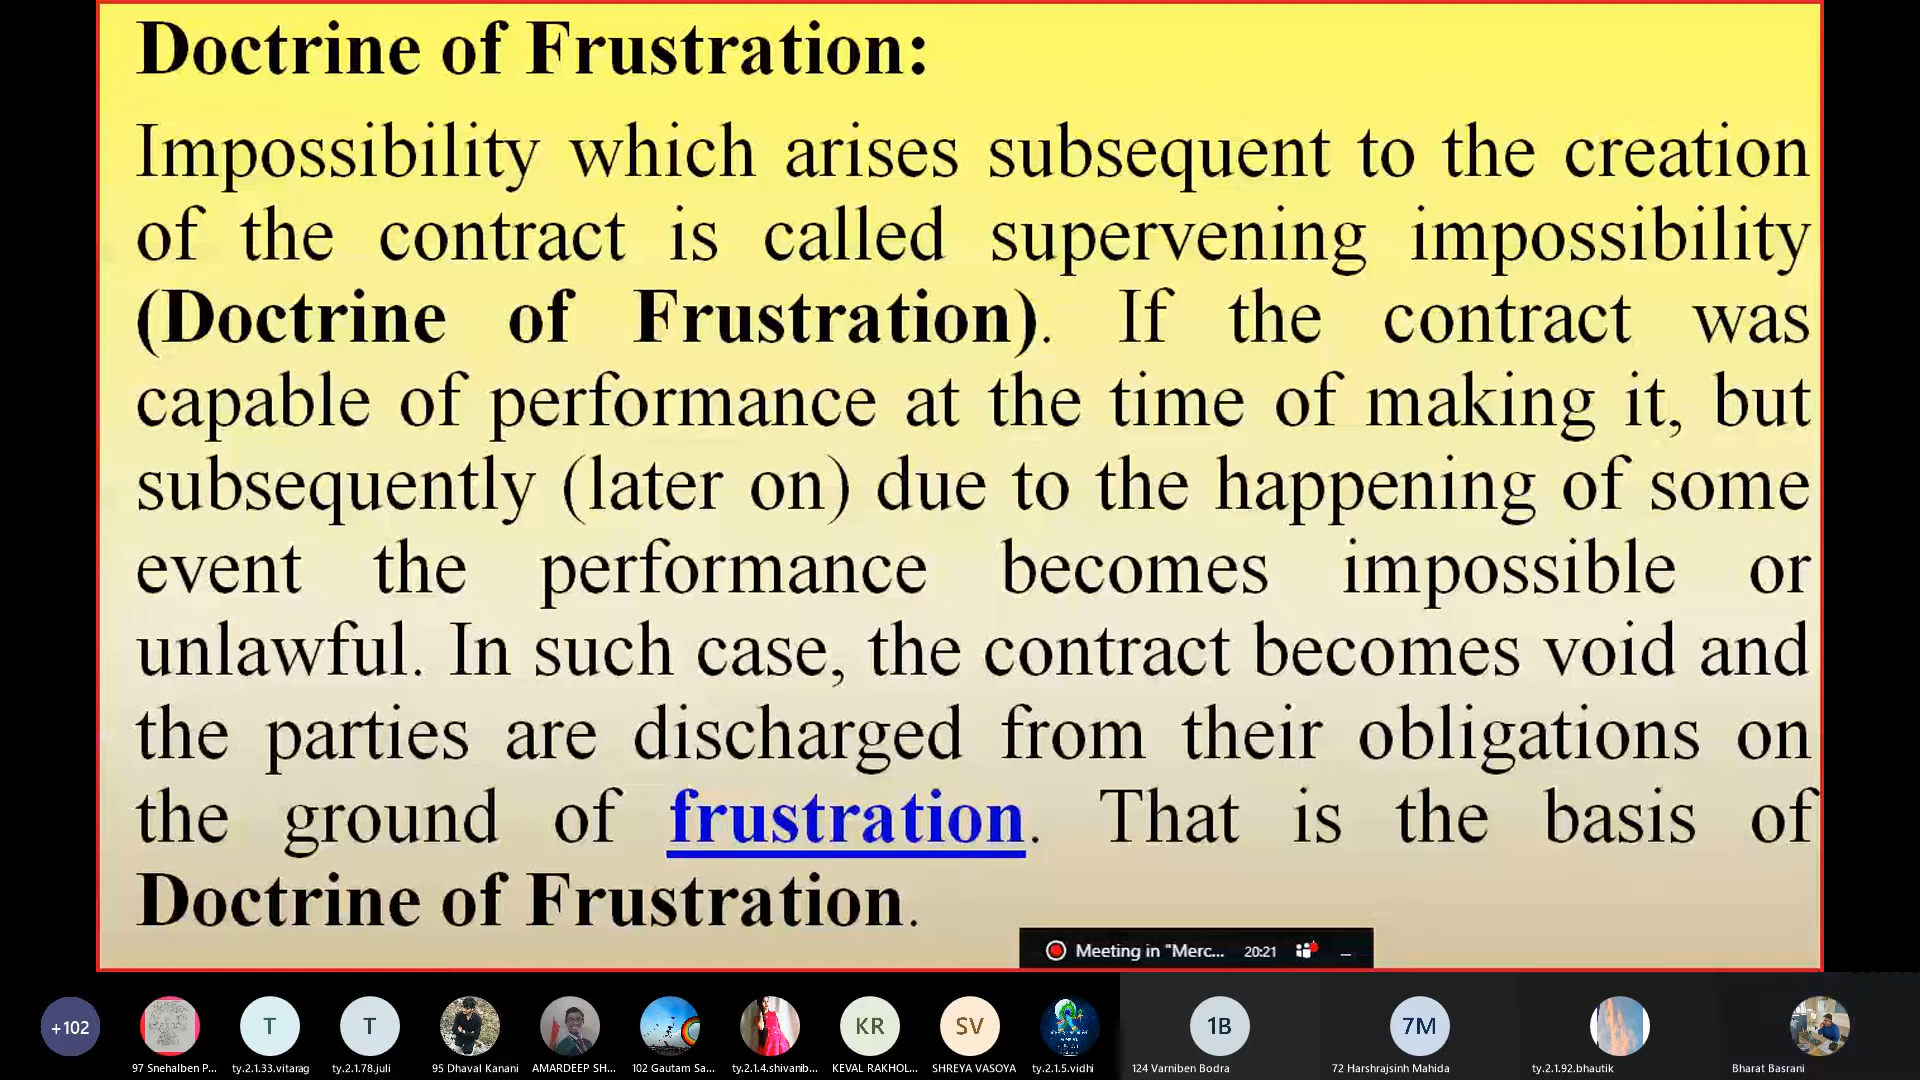 Doctrine of Frustration:
Impossibility which arises subsequent to the creation
of the contract is called supervening impossibility
(Doctrine of Frustration). If the contract was
capable of performance at the time of making it, but
subsequently (later on) due to the happening of some
event the performance becomes impossible or
unlawful. In such case, the contract becomes void and
the parties are discharged from their obligations on
the ground of frustration. That is the basis of
Doctrine of Frustration.
Meeting in "Merc... 20:21
+102
T
T
KR
SV
1B
7M
97 Snehalben P...
ty.2.1.33.vitarag
ty.2.1.78.juli
95 Dhaval Kanani
AMARDEEP SH...
102 Gautam Sa...
ty.2.1.4.shivanib...
KEVAL RAKHOL...
SHREYA VASOYA
ty.2.1.5.vidhi
124 Varniben Bodra
72 Harshrajsinh Mahida
ty.2.1.92.bhautik
Bharat Basrani